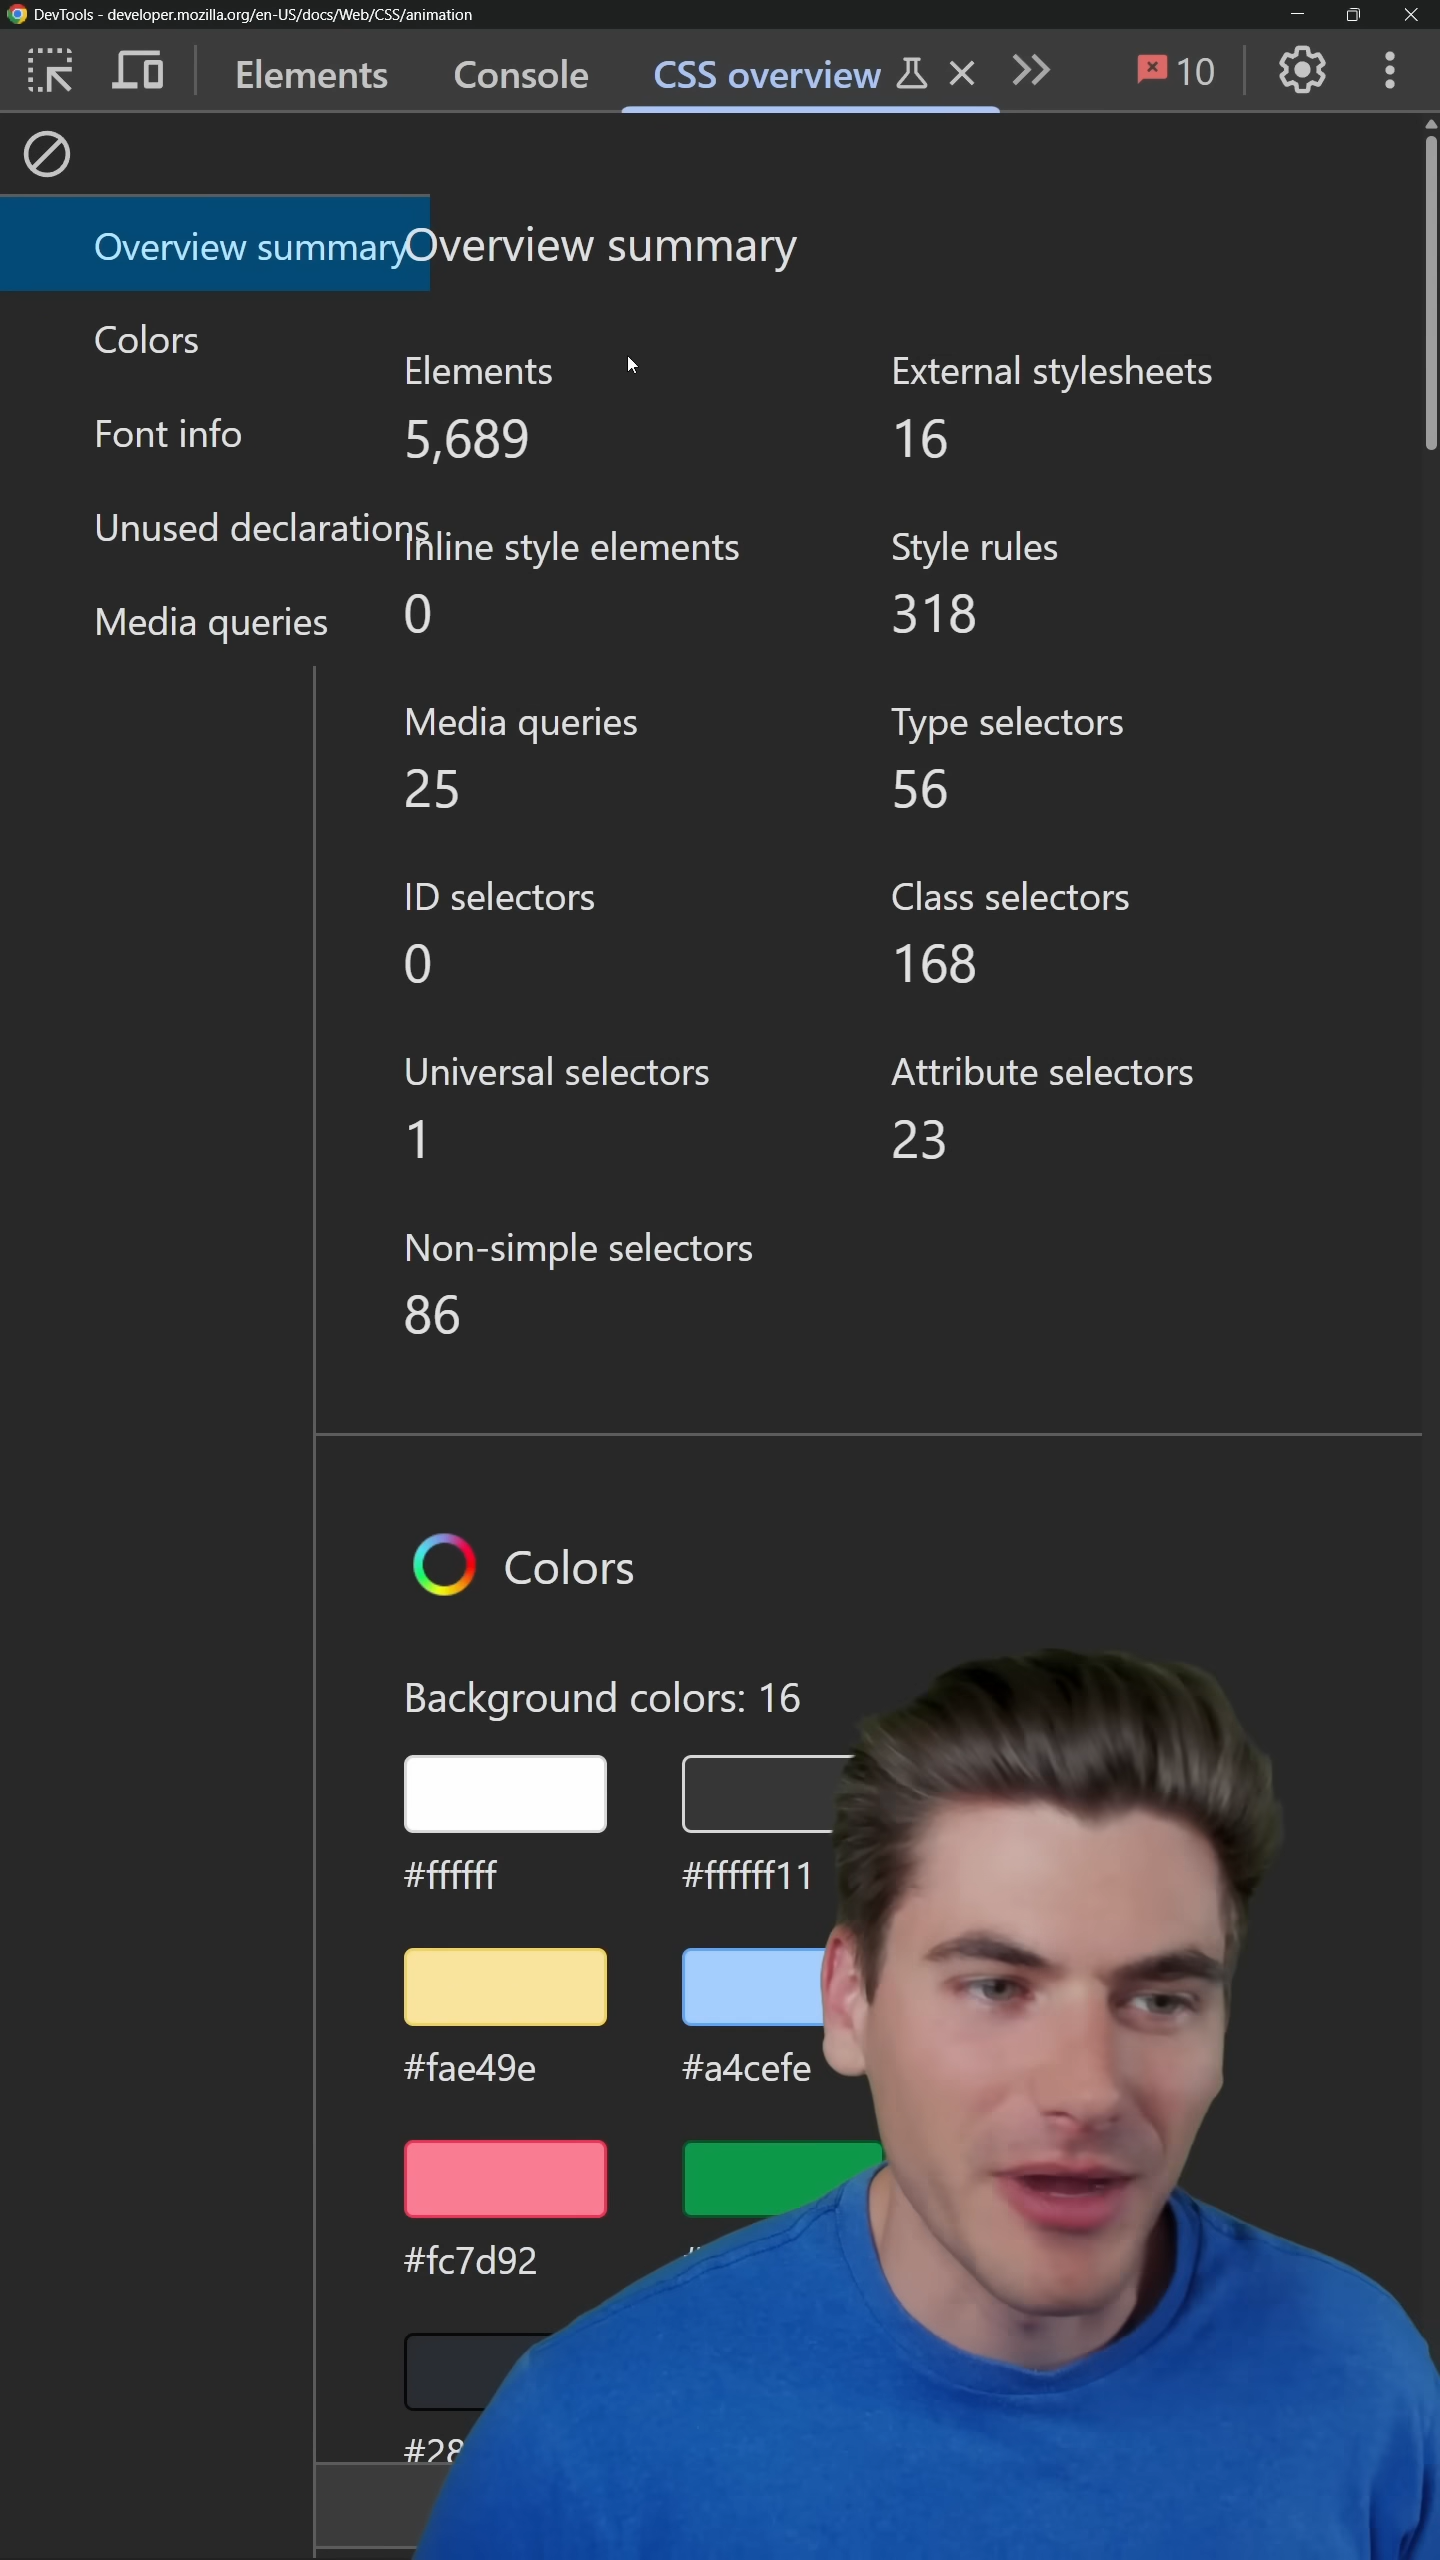 DevTools - developer.mozilla.org/en-US/docs/Web/CSS/animation
Elements
Console
CSS overview
10
Overview summary
Colors
Font info
Unused declarations
Media queries
Overview summary
Elements
External stylesheets
5,689
16
Inline style elements
Style rules
0
318
Media queries
Type selectors
25
56
ID selectors
Class selectors
0
168
Universal selectors
Attribute selectors
1
23
Non-simple selectors
86
Colors
Background colors: 16
#ffffff
#ffffff11
#fae49e
#a4cefe
#fc7d92